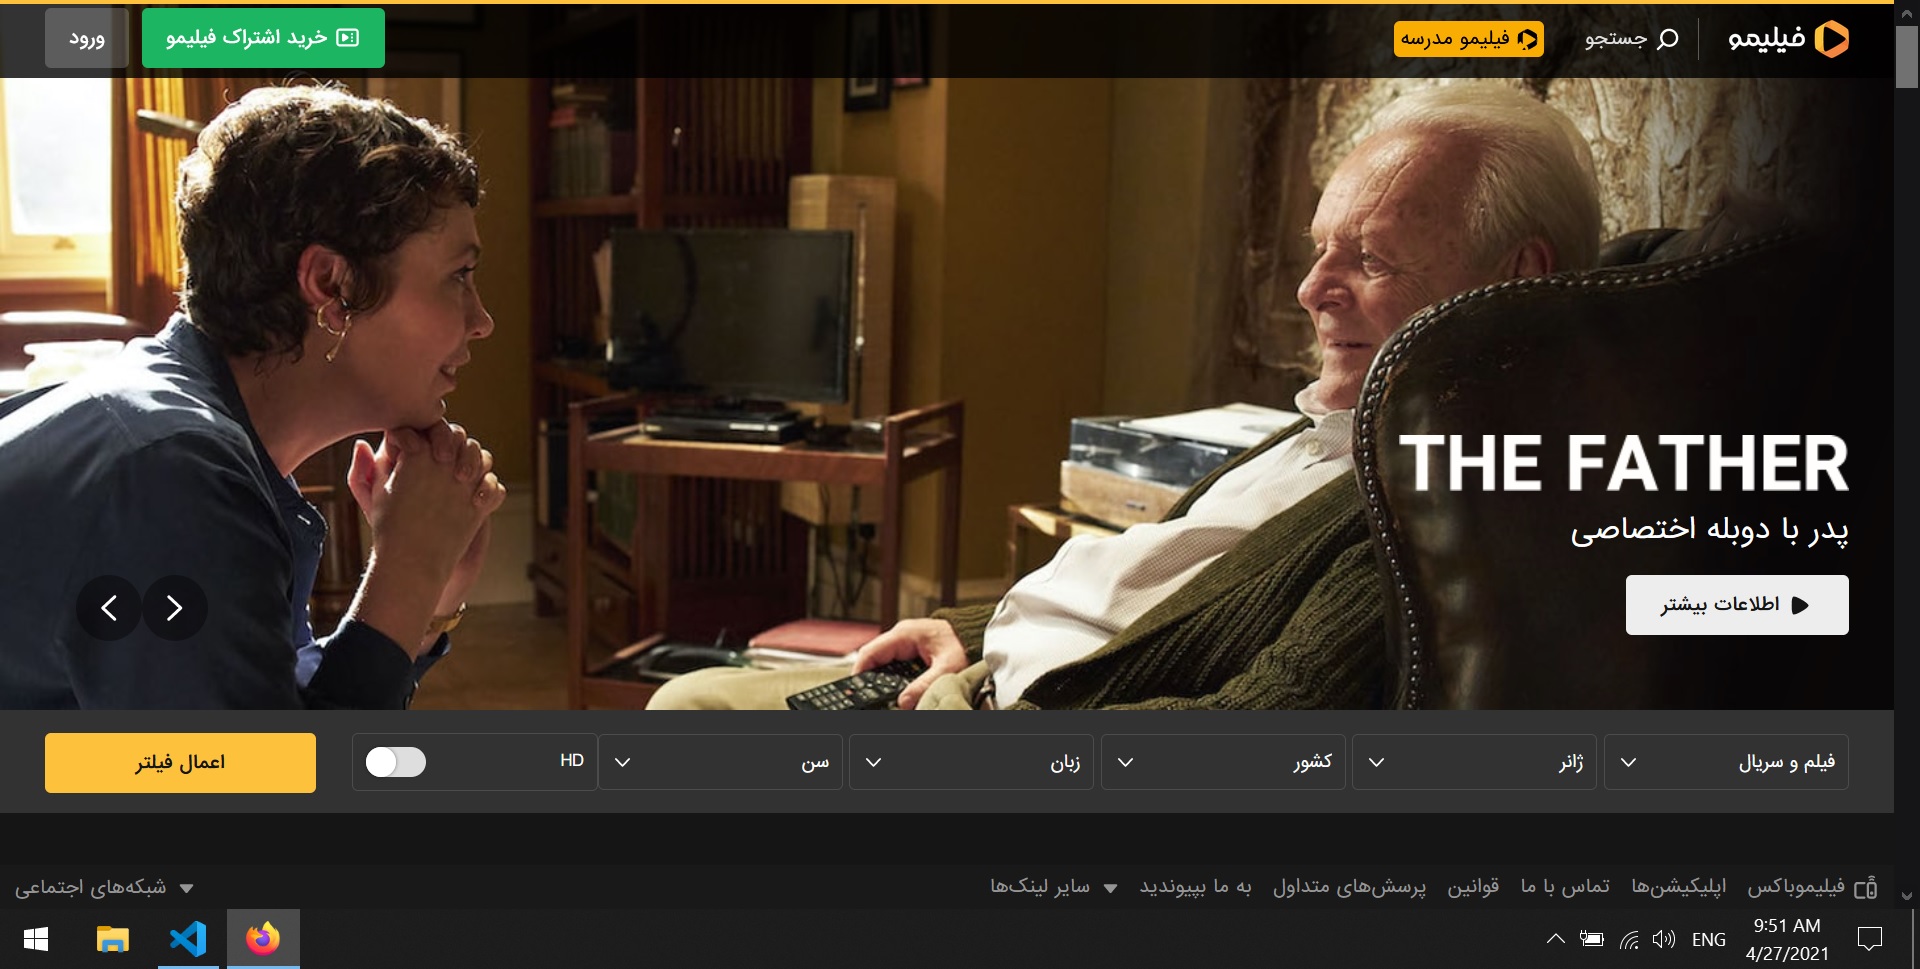 فیلیمو
جستجو
فیلیمو مدرسه
خرید اشتراک فیلیمو
ورود
THE FATHER
پدر با دوبله اختصاصی
اطلاعات بیشتر
فیلم و سریال
ژانر
کشور
زبان
سن
HD
اعمال فیلتر
فیلیموباکس
اپلیکیشن‌ها
تماس با ما
قوانین
پرسش‌های متداول
به ما بپیوندید
سایر لینک‌ها
شبکه‌های اجتماعی
ENG
9:51 AM
4/27/2021